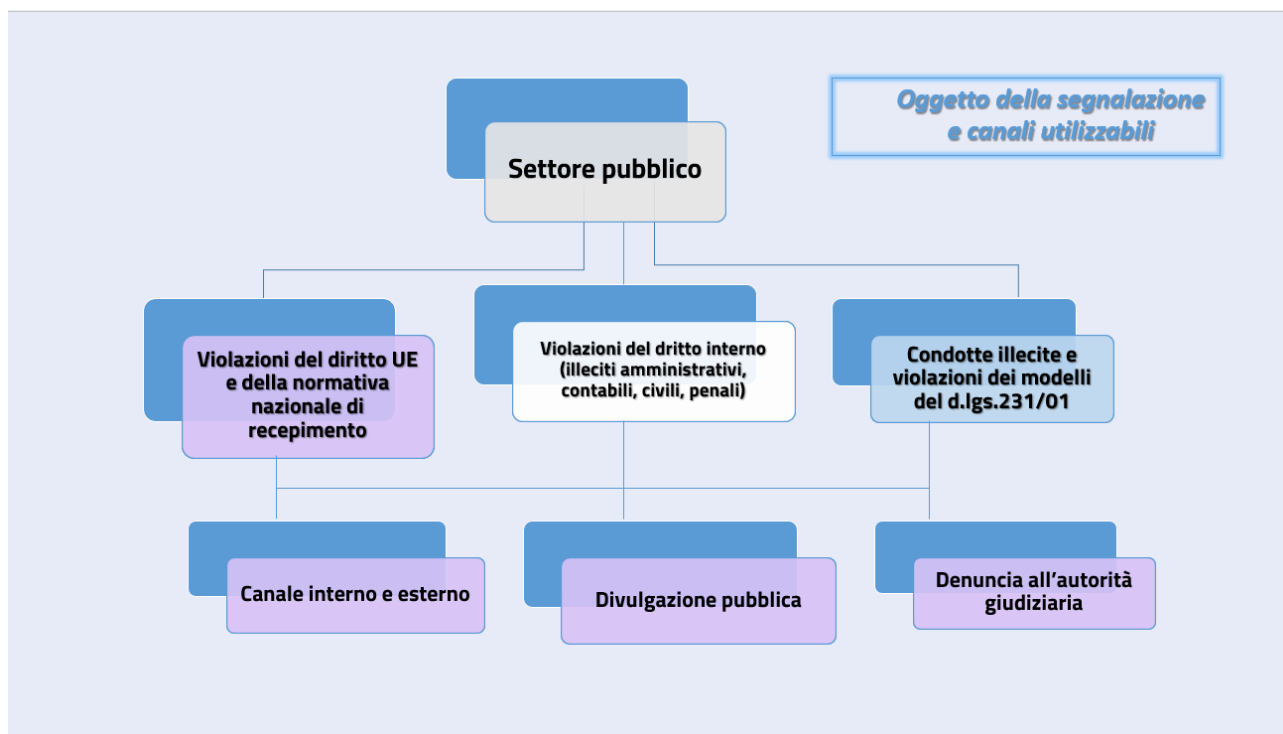 Oggetto della segnalazione
e canali utilizzabili
Settore pubblico
Violazioni del diritto UE
e della normativa
nazionale di
recepimento
Violazioni del dritto interno
(illeciti amministrativi,
contabili, civili, penali)
Condotte illecite e
violazioni dei modelli
del d.lgs.231/01
Canale interno e esterno
Divulgazione pubblica
Denuncia all’autorità
giudiziaria